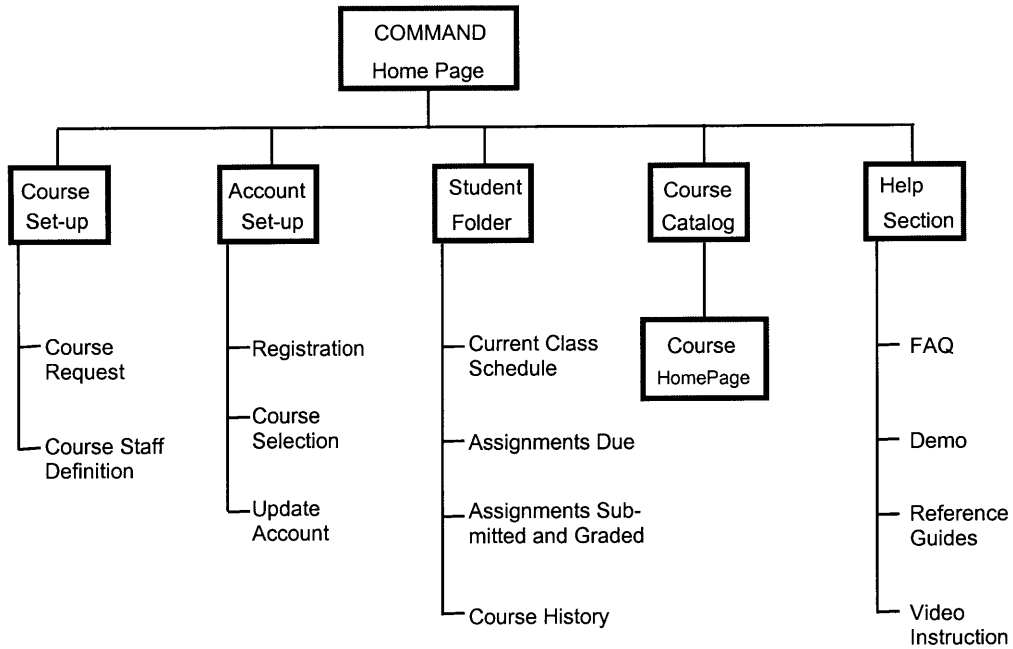 COMMAND
Home Page
Course
Set-up
Account
Set-up
Student
Folder
Course
Catalog
Help
Section
Course
Request
Course Staff
Definition
Registration
Course
Selection
Update
Account
Current Class
Schedule
Assignments Due
Assignments Sub-
mitted and Graded
Course History
Course
HomePage
FAQ
Demo
Reference
Guides
Video
Instruction